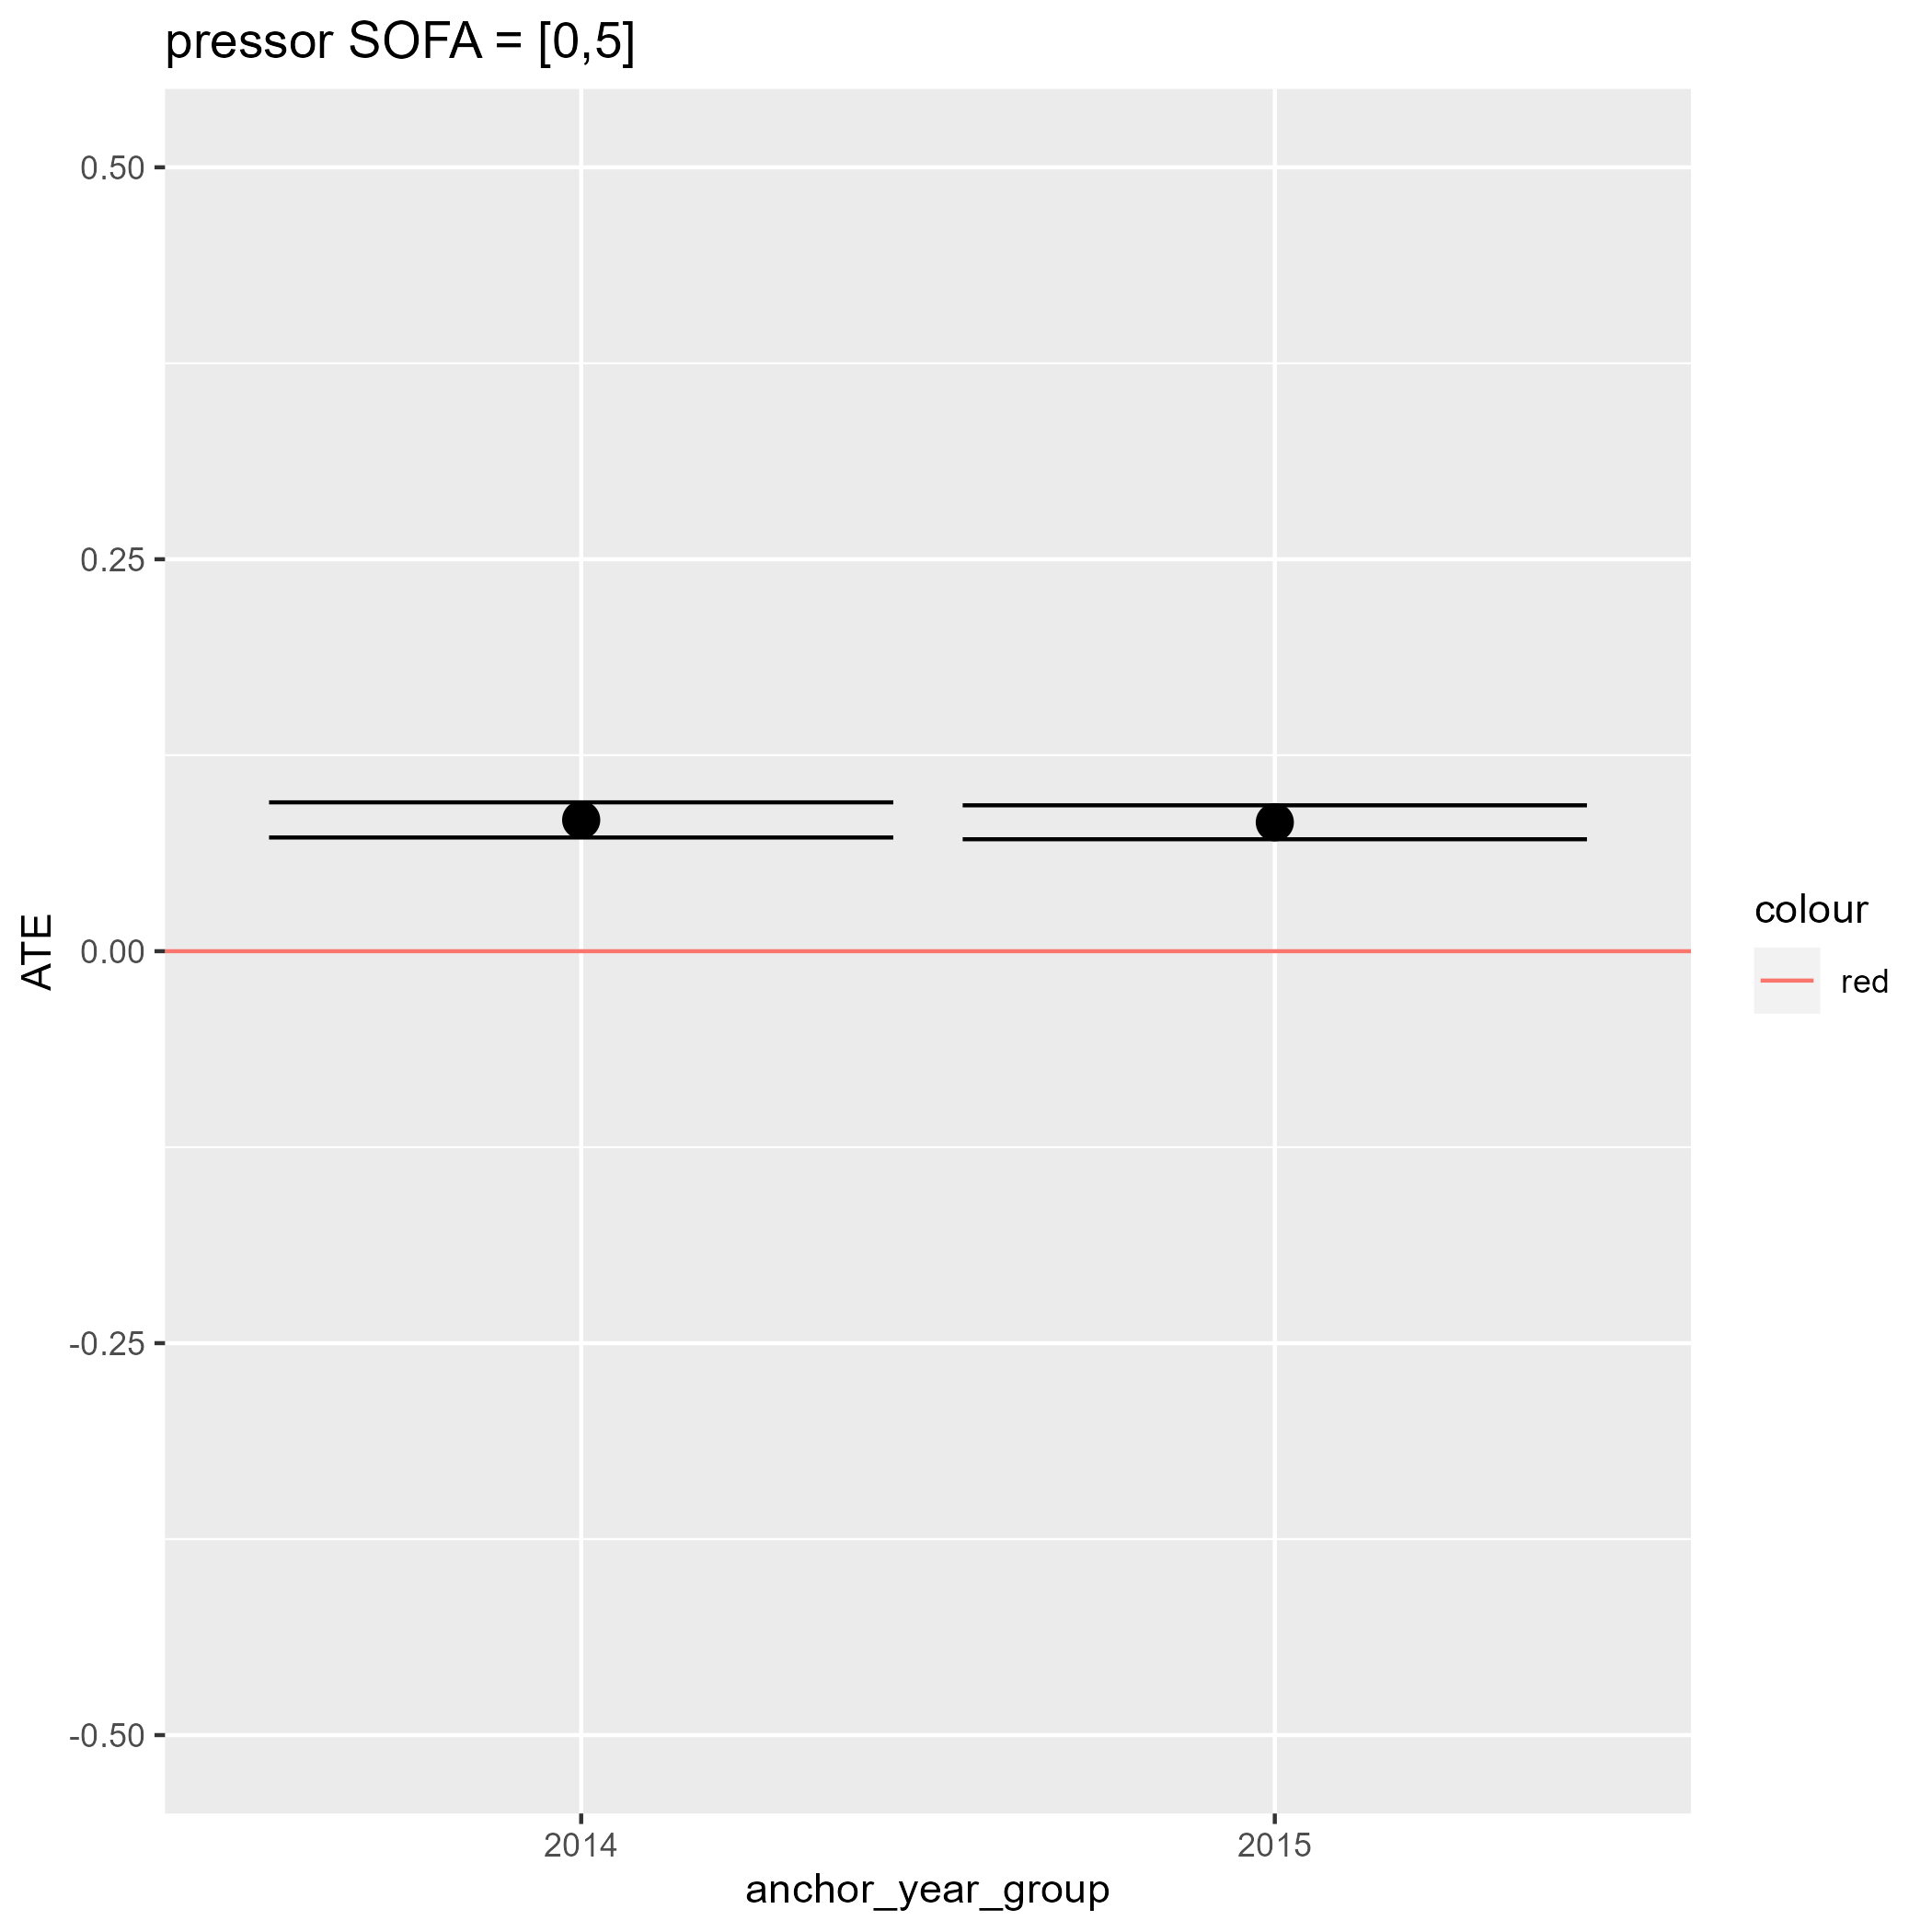 pressor SOFA = [0,5]
0.50
0.25
0.00
-0.25
-0.50
ATE
2014
2015
anchor_year_group
colour
red